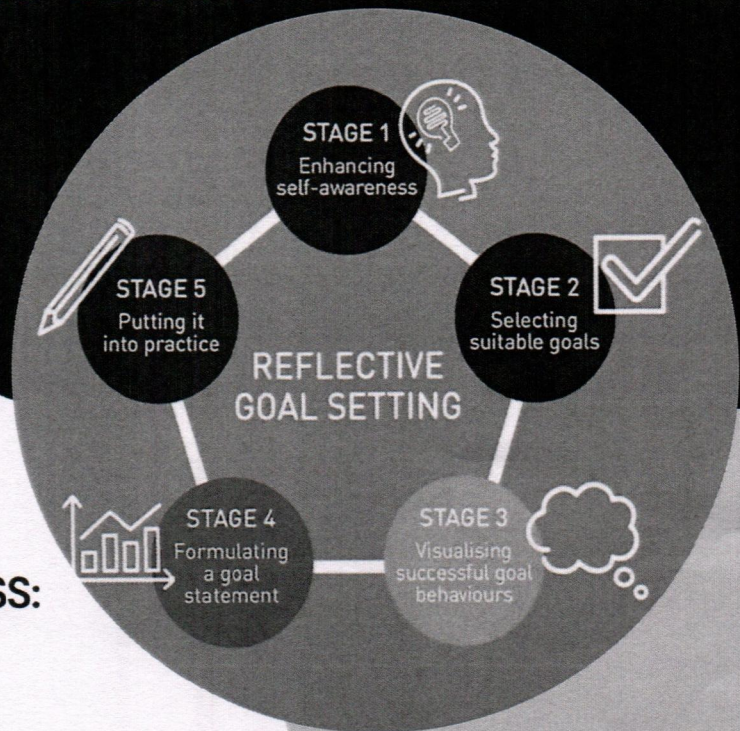 STAGE 1
Enhancing
self-awareness
STAGE 2
Selecting
suitable goals
STAGE 3
Visualising
successful goal
behaviours
STAGE 4
Formulating
a goal
statement
STAGE 5
Putting it
into practice
REFLECTIVE
GOAL SETTING
SS: